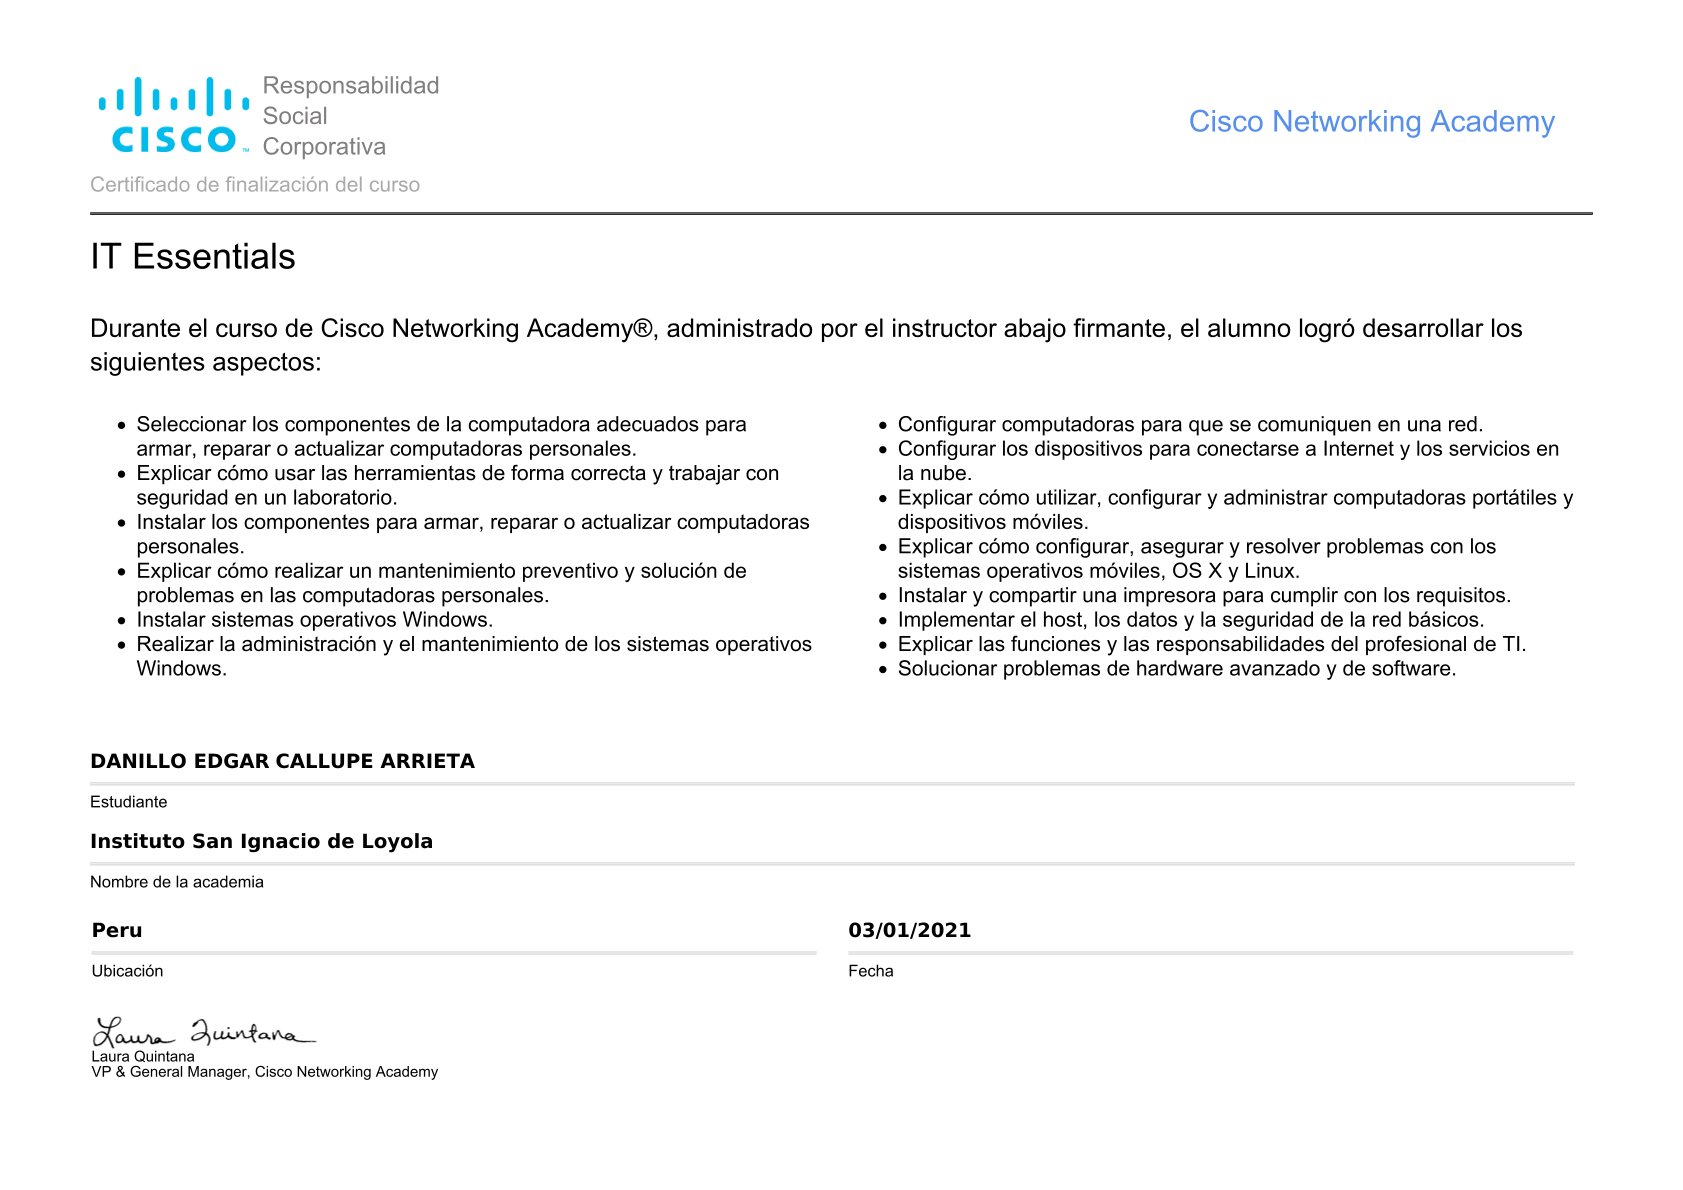 CISCO™
Responsabilidad
Social
Corporativa
Cisco Networking Academy
Certificado de finalización del curso
IT Essentials
Durante el curso de Cisco Networking Academy®, administrado por el instructor abajo firmante, el alumno logró desarrollar los
siguientes aspectos:
• Seleccionar los componentes de la computadora adecuados para
armar, reparar o actualizar computadoras personales.
• Explicar cómo usar las herramientas de forma correcta y trabajar con
seguridad en un laboratorio.
• Instalar los componentes para armar, reparar o actualizar computadoras
personales.
• Explicar cómo realizar un mantenimiento preventivo y solución de
problemas en las computadoras personales.
• Instalar sistemas operativos Windows.
• Realizar la administración y el mantenimiento de los sistemas operativos
Windows.
• Configurar computadoras para que se comuniquen en una red.
• Configurar los dispositivos para conectarse a Internet y los servicios en
la nube.
• Explicar cómo utilizar, configurar y administrar computadoras portátiles y
dispositivos móviles.
• Explicar cómo configurar, asegurar y resolver problemas con los
sistemas operativos móviles, OS X y Linux.
• Instalar y compartir una impresora para cumplir con los requisitos.
• Implementar el host, los datos y la seguridad de la red básicos.
• Explicar las funciones y las responsabilidades del profesional de TI.
• Solucionar problemas de hardware avanzado y de software.
DANILLO EDGAR CALLUPE ARRIETA
Estudiante
Instituto San Ignacio de Loyola
Nombre de la academia
Peru
Ubicación
03/01/2021
Fecha
Laura Quintana
Laura Quintana
VP & General Manager, Cisco Networking Academy